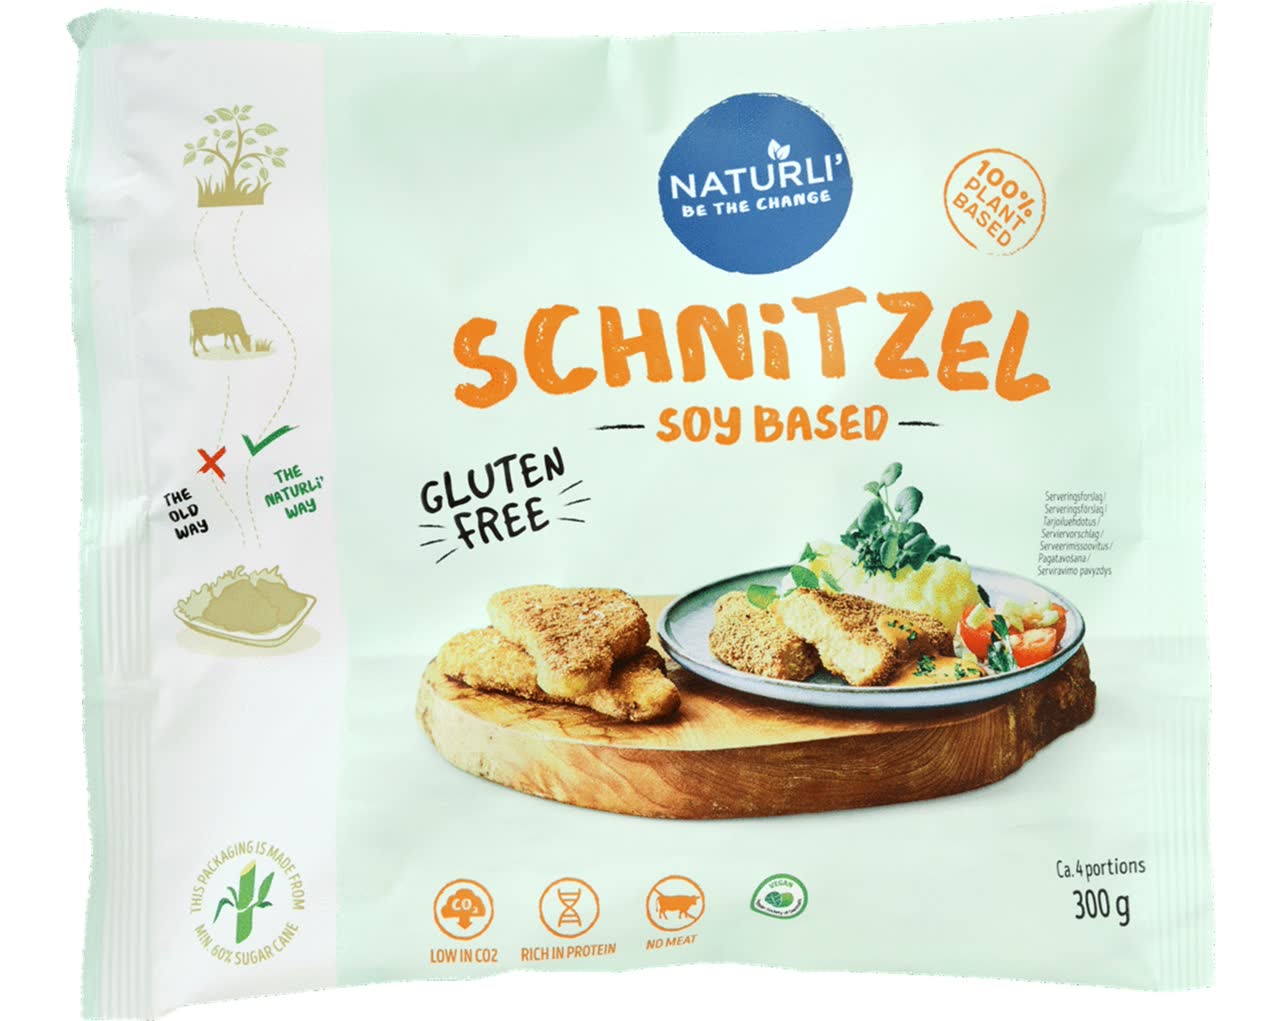 NATURLI'
BE THE CHANGE
100%
PLANT
BASED
SCHNiTZEL
SOY BASED
GLUTEN
FREE
THE
OLD
WAY
THE
NATURLi'
WAY
Serveringsforslag/
Serveringsförslag/
Tarjoiluehdotus/
Serviervorschlag/
Serveerimissoovitus/
Pagatavošana/
Serviravimo pavyzdys
THIS PACKAGING IS MADE FROM
MIN 60% SUGAR CANE
CO2
LOW IN CO2
RICH IN PROTEIN
NO MEAT
VEGAN
Ca. 4 portions
300 g